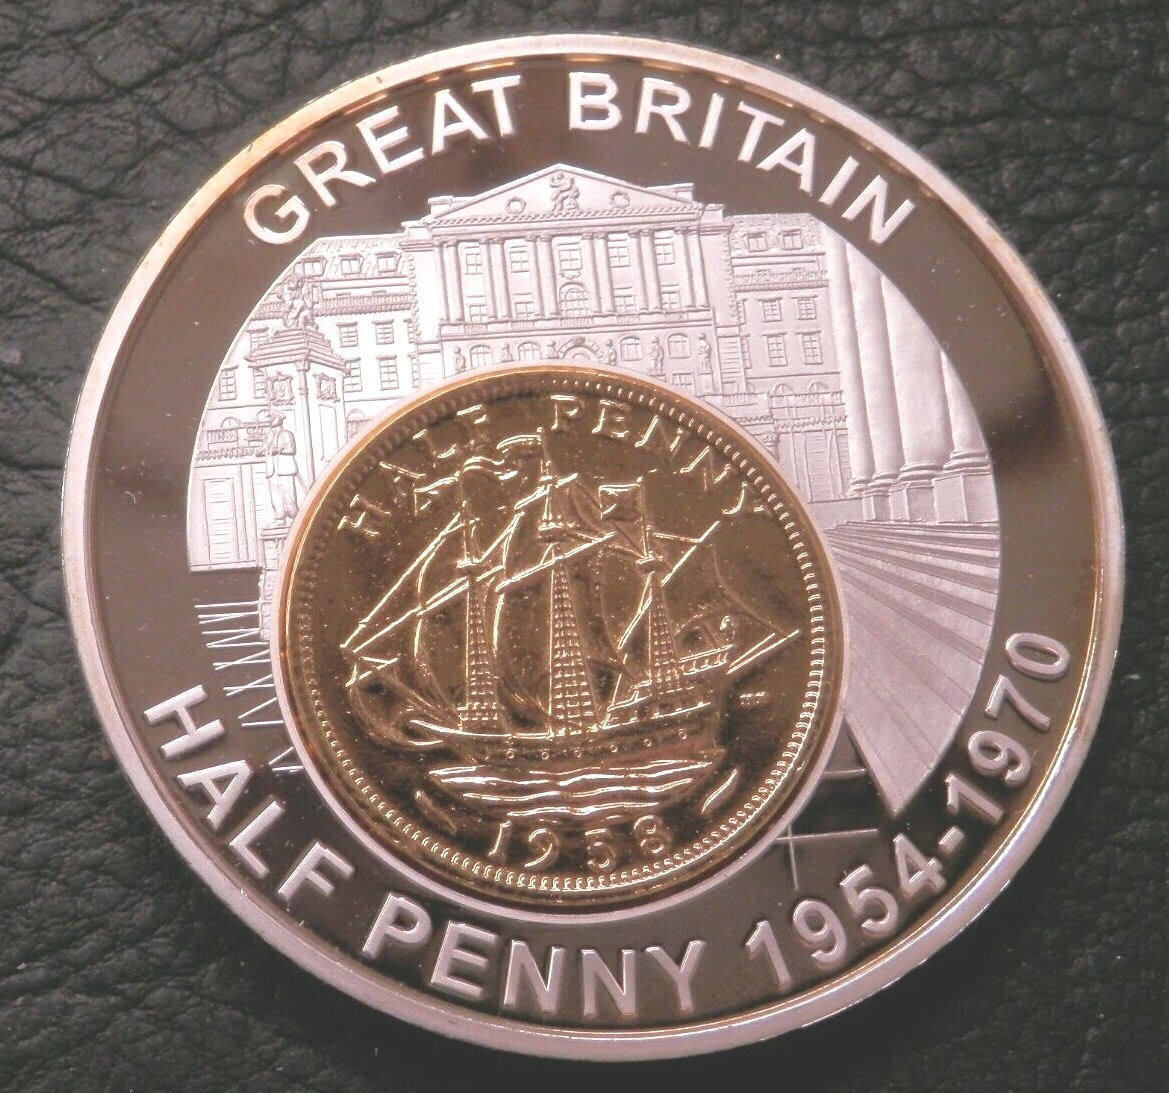 GREAT BRITAIN
HALF PENNY
1958
HALF PENNY 1954-1970